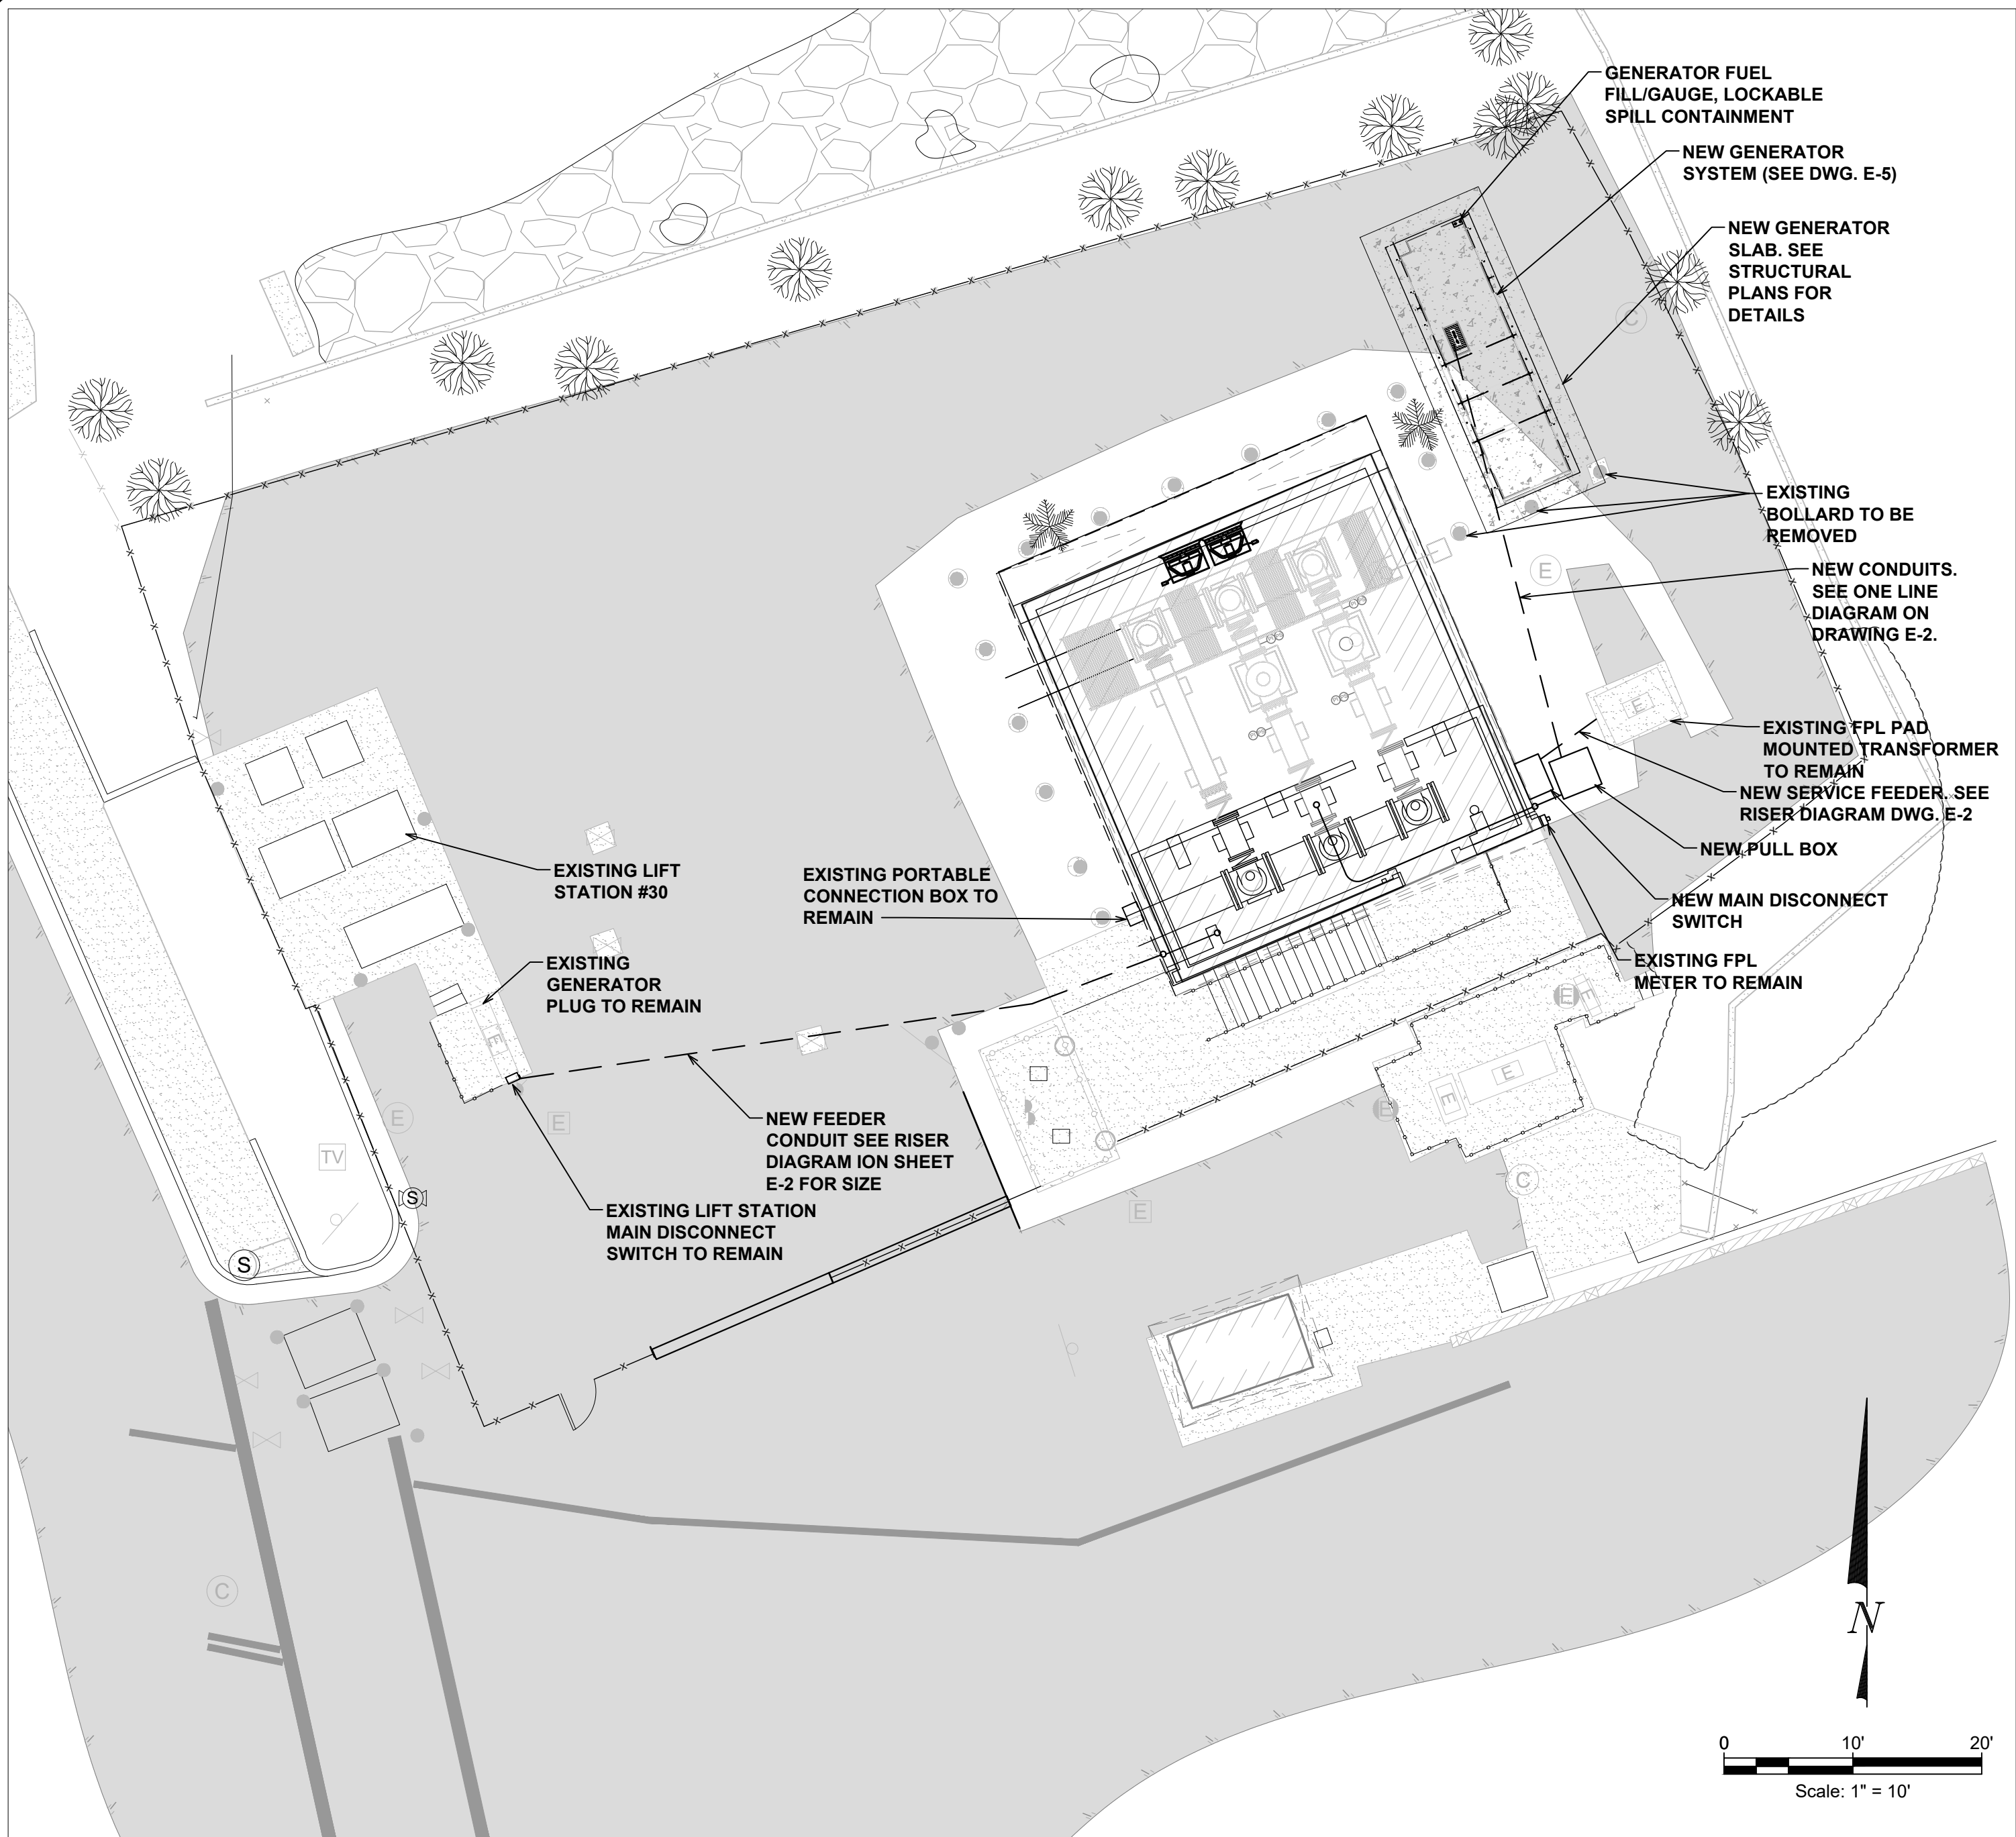 GENERATOR FUEL
FILL/GAUGE, LOCKABLE
SPILL CONTAINMENT
NEW GENERATOR
SYSTEM (SEE DWG. E-5)
NEW GENERATOR
SLAB. SEE
STRUCTURAL
PLANS FOR
DETAILS
C
EXISTING
BOLLARD TO BE
REMOVED
E
NEW CONDUITS.
SEE ONE LINE
DIAGRAM ON
DRAWING E-2.
E
EXISTING FPL PAD
MOUNTED TRANSFORMER
TO REMAIN
NEW SERVICE FEEDER. SEE
RISER DIAGRAM DWG. E-2
NEW PULL BOX
NEW MAIN DISCONNECT
SWITCH
EXISTING FPL
METER TO REMAIN
EXISTING LIFT
STATION #30
EXISTING PORTABLE
CONNECTION BOX TO
REMAIN
EXISTING
GENERATOR
PLUG TO REMAIN
E
E
E
E
E
E
E
B
TV
E
C
S
NEW FEEDER
CONDUIT SEE RISER
DIAGRAM ION SHEET
E-2 FOR SIZE
EXISTING LIFT STATION
MAIN DISCONNECT
SWITCH TO REMAIN
E
S
C
N
0 10' 20'
Scale: 1" = 10'